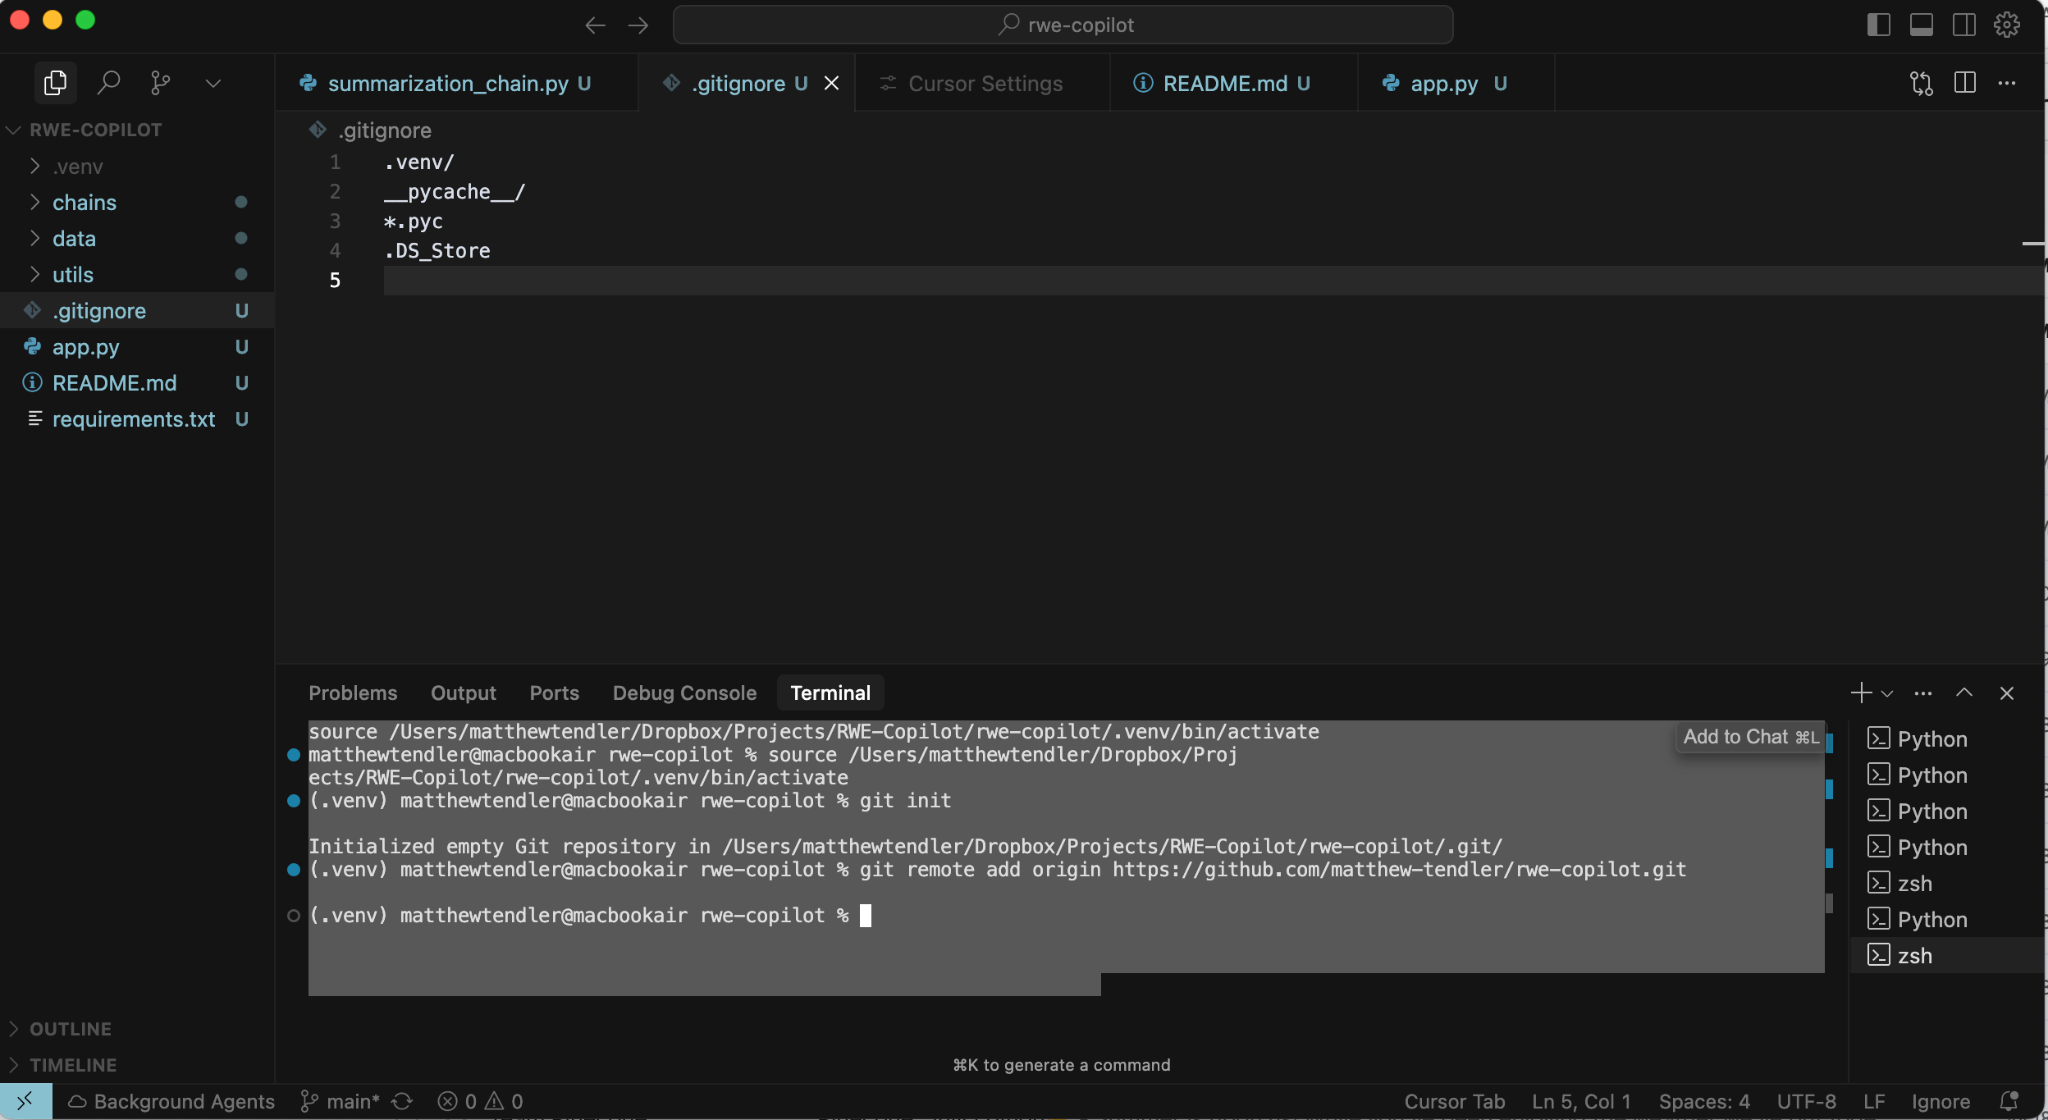 rwe-copilot
summarization_chain.py U
.gitignore U
Cursor Settings
README.md U
app.py U
RWE-COPILOT
.venv
chains
data
utils
.gitignore U
app.py U
README.md U
requirements.txt U
OUTLINE
TIMELINE
.gitignore
1 .venv/
2 __pycache__/
3 *.pyc
4 .DS_Store
5
Problems Output Ports Debug Console Terminal
source /Users/matthewtendler/Dropbox/Projects/RWE-Copilot/rwe-copilot/.venv/bin/activate
matthewtendler@macbookair rwe-copilot % source /Users/matthewtendler/Dropbox/Proj
ects/RWE-Copilot/rwe-copilot/.venv/bin/activate
(.venv) matthewtendler@macbookair rwe-copilot % git init
Initialized empty Git repository in /Users/matthewtendler/Dropbox/Projects/RWE-Copilot/rwe-copilot/.git/
(.venv) matthewtendler@macbookair rwe-copilot % git remote add origin https://github.com/matthew-tendler/rwe-copilot.git
(.venv) matthewtendler@macbookair rwe-copilot %
Add to Chat ⌘L
⌘K to generate a command
Python
Python
Python
Python
zsh
Python
zsh
Background Agents main* 0 0 Cursor Tab Ln 5, Col 1 Spaces: 4 UTF-8 LF Ignore